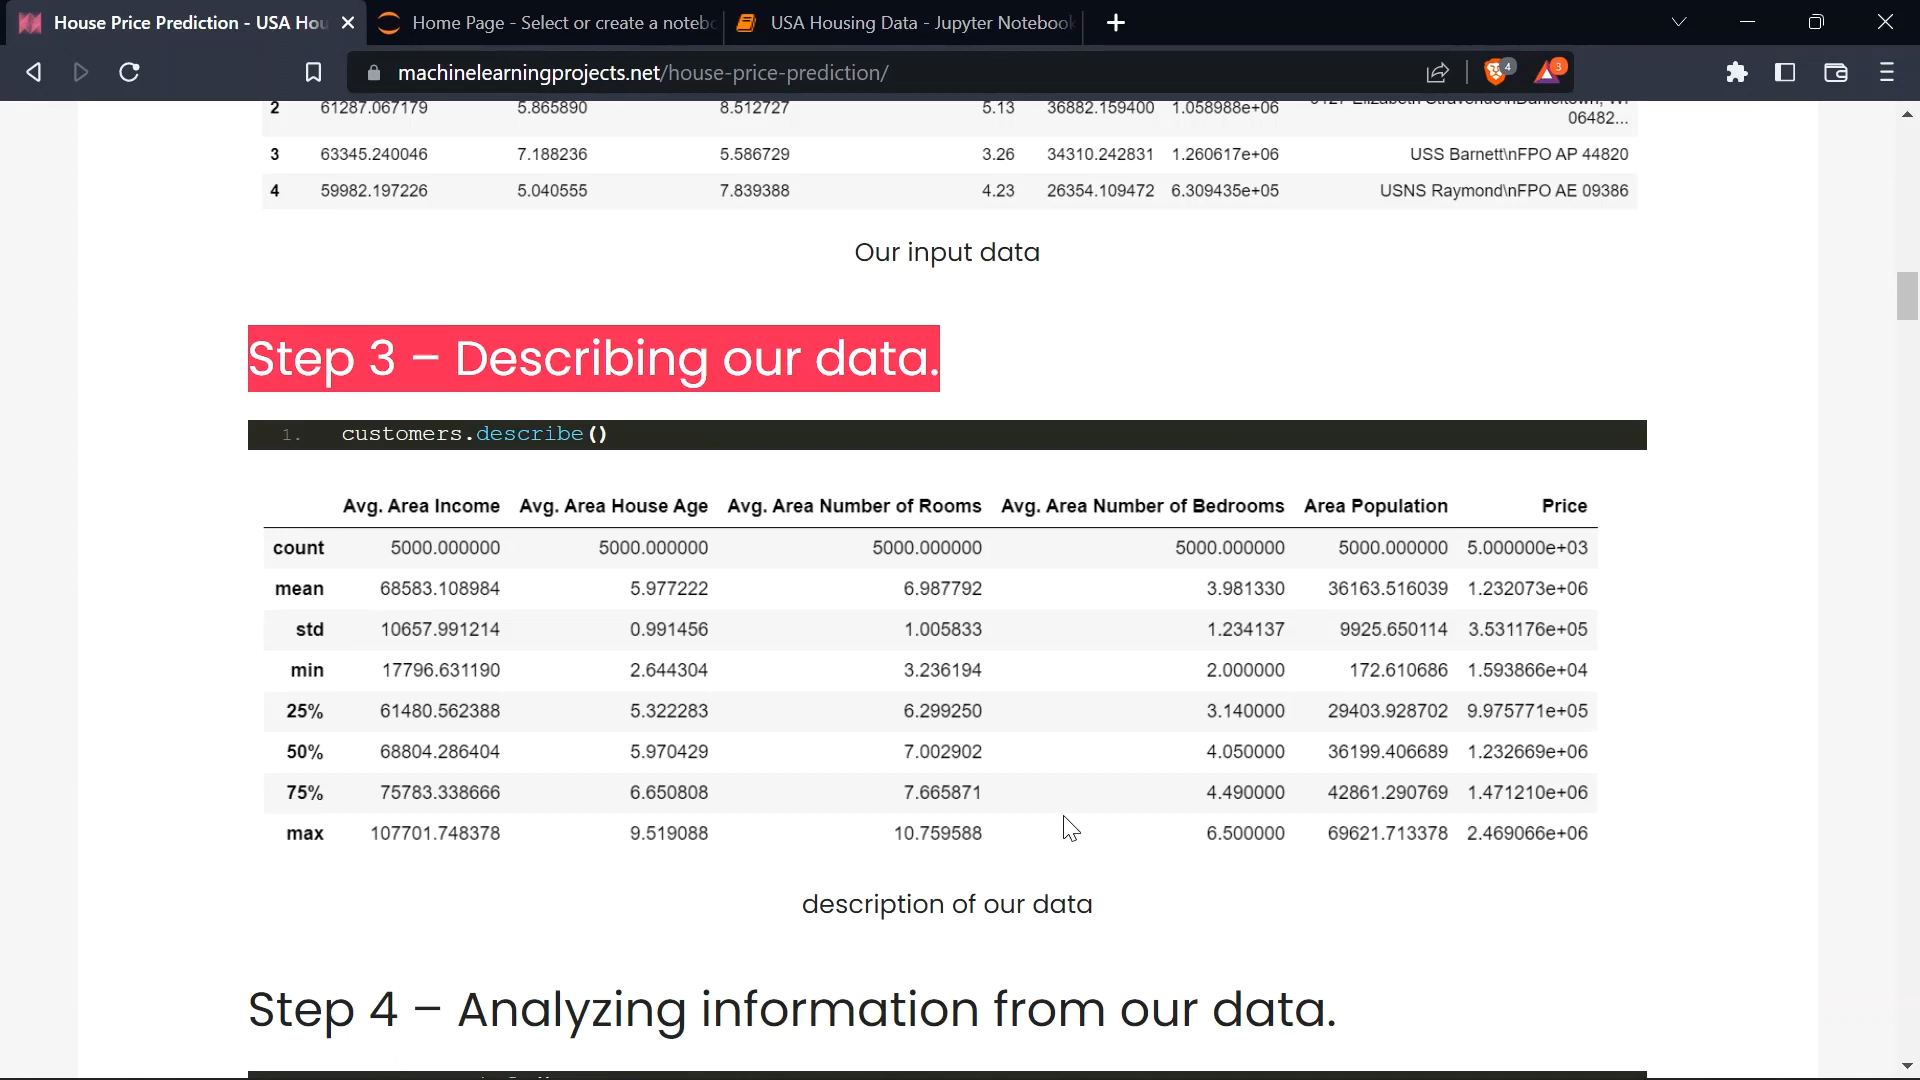 House Price Prediction - USA Hou
Home Page - Select or create a noteb
USA Housing Data - Jupyter Notebook
machinelearningprojects.net/house-price-prediction/
4
3
2 61287.067179 5.865890 8.512727 5.13 36882.159400 1.058988e+06
06482...
3 63345.240046 7.188236 5.586729 3.26 34310.242831 1.260617e+06 USS Barnett\nFPO AP 44820
4 59982.197226 5.040555 7.839388 4.23 26354.109472 6.309435e+05 USNS Raymond\nFPO AE 09386
Our input data
Step 3 – Describing our data.
1. customers.describe()
Avg. Area Income Avg. Area House Age Avg. Area Number of Rooms Avg. Area Number of Bedrooms Area Population Price
count 5000.000000 5000.000000 5000.000000 5000.000000 5000.000000 5.000000e+03
mean 68583.108984 5.977222 6.987792 3.981330 36163.516039 1.232073e+06
std 10657.991214 0.991456 1.005833 1.234137 9925.650114 3.531176e+05
min 17796.631190 2.644304 3.236194 2.000000 172.610686 1.593866e+04
25% 61480.562388 5.322283 6.299250 3.140000 29403.928702 9.975771e+05
50% 68804.286404 5.970429 7.002902 4.050000 36199.406689 1.232669e+06
75% 75783.338666 6.650808 7.665871 4.490000 42861.290769 1.471210e+06
max 107701.748378 9.519088 10.759588 6.500000 69621.713378 2.469066e+06
description of our data
Step 4 – Analyzing information from our data.